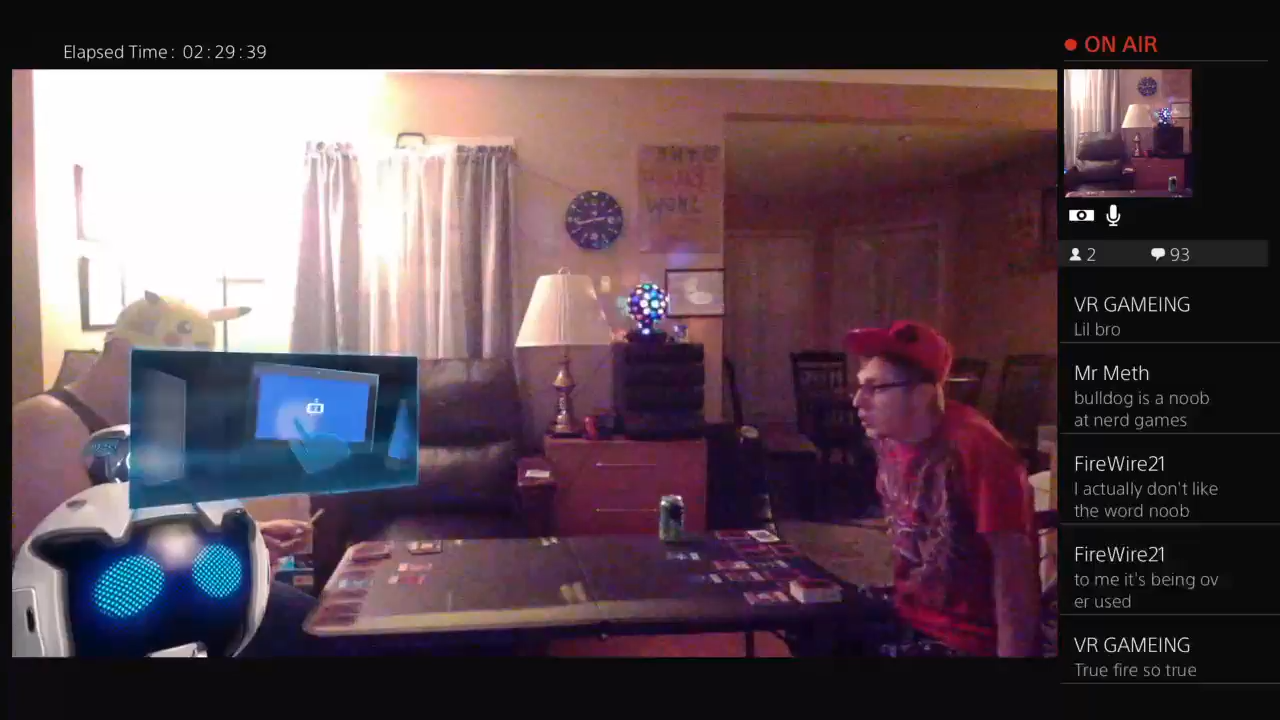 Elapsed Time: 02:29:39
ON AIR
2
93
VR GAMEING
Lil bro
Mr Meth
bulldog is a noob
at nerd games
FireWire21
I actually don't like
the word noob
FireWire21
to me it's being ov
er used
VR GAMEING
True fire so true